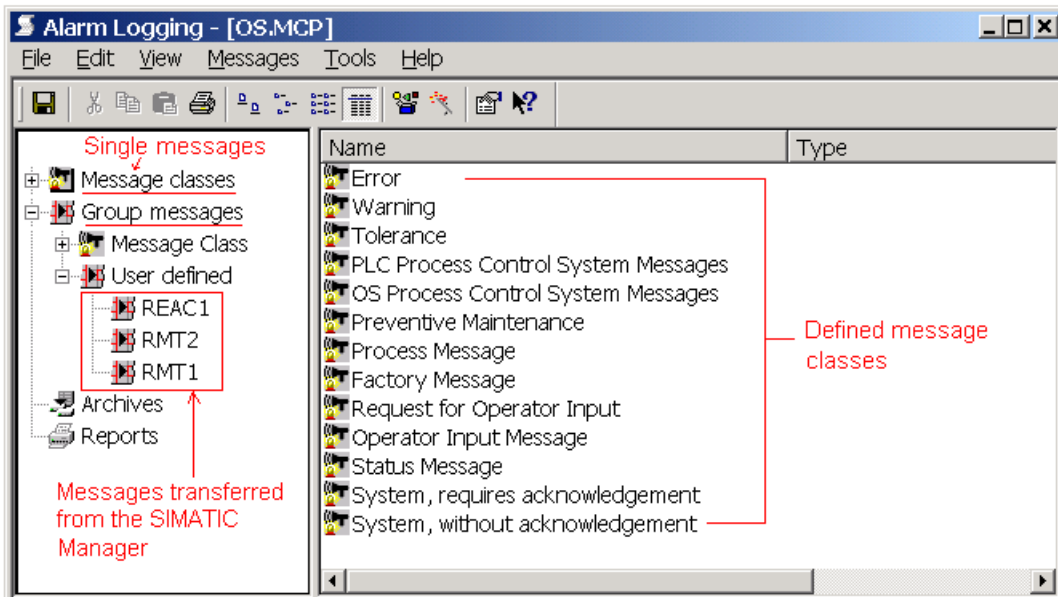 Alarm Logging - [OS.MCP]
File Edit View Messages Tools Help
Single messages
Message classes
Group messages
Message Class
User defined
REAC1
RMT2
RMT1
Archives
Reports
Messages transferred
from the SIMATIC
Manager
Name Type
Error
Warning
Tolerance
PLC Process Control System Messages
OS Process Control System Messages
Preventive Maintenance
Process Message
Factory Message
Request for Operator Input
Operator Input Message
Status Message
System, requires acknowledgement
System, without acknowledgement
Defined message
classes